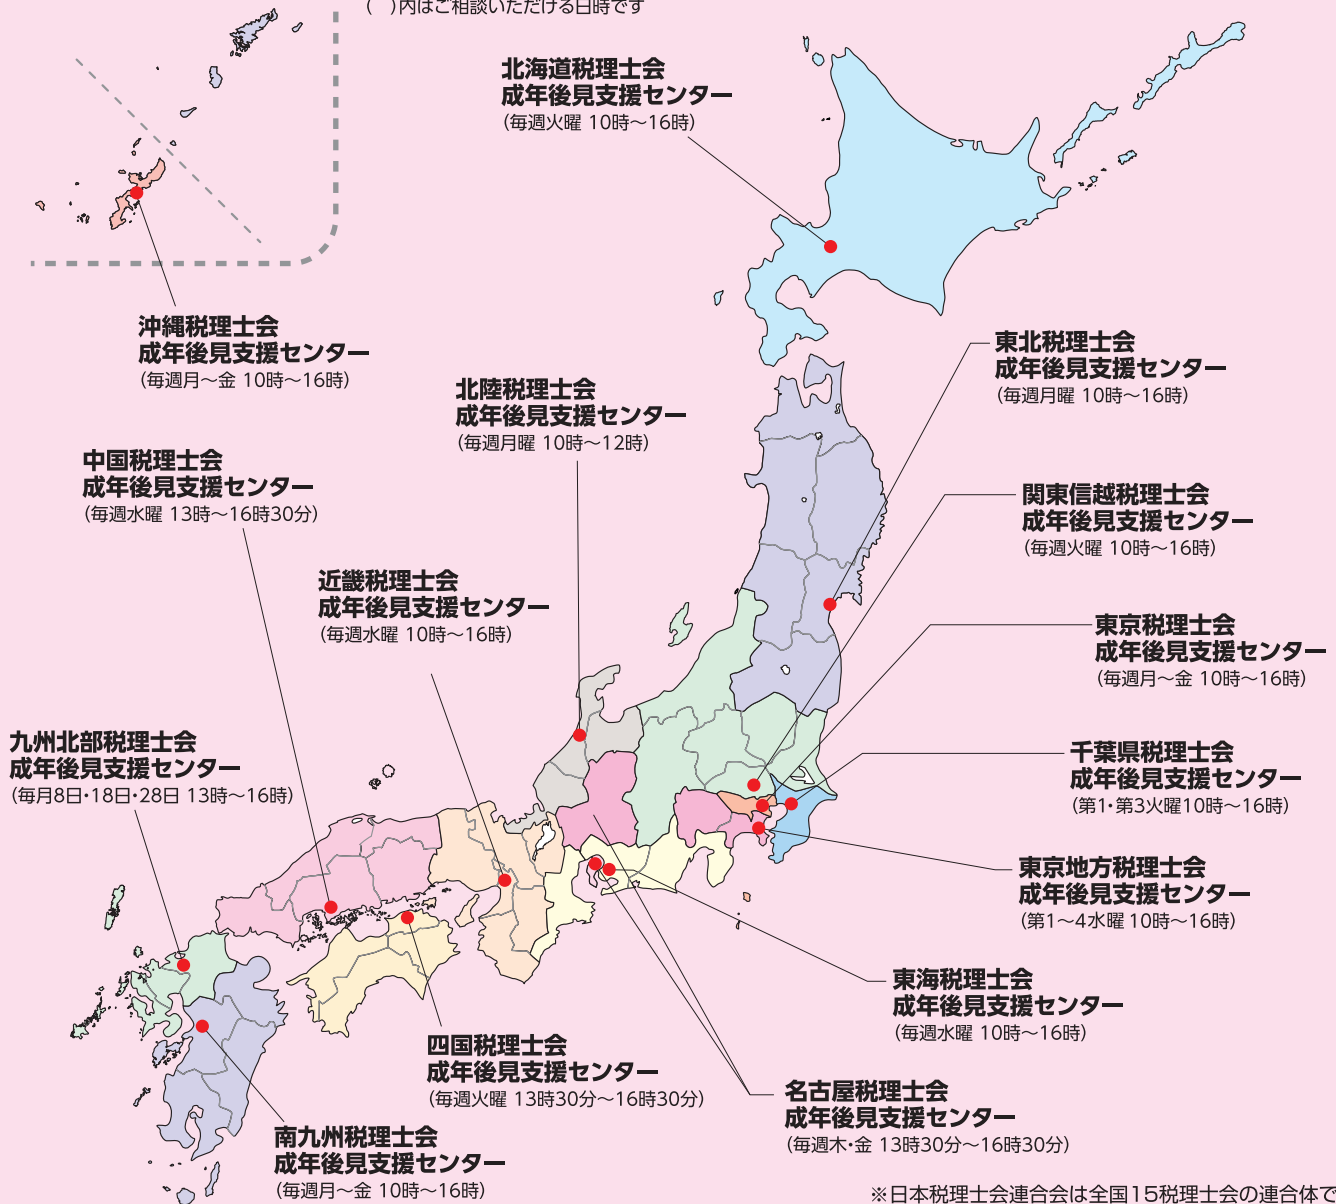 ( )内はご相談いただける日時です
北海道税理士会
成年後見支援センター
(毎週火曜 10時～16時)
沖縄税理士会
成年後見支援センター
(毎週月～金 10時～16時)
東北税理士会
成年後見支援センター
(毎週月曜 10時～16時)
北陸税理士会
成年後見支援センター
(毎週月曜 10時～12時)
中国税理士会
成年後見支援センター
(毎週水曜 13時～16時30分)
関東信越税理士会
成年後見支援センター
(毎週火曜 10時～16時)
近畿税理士会
成年後見支援センター
(毎週水曜 10時～16時)
東京税理士会
成年後見支援センター
(毎週月～金 10時～16時)
九州北部税理士会
成年後見支援センター
(毎月8日・18日・28日 13時～16時)
千葉県税理士会
成年後見支援センター
(第1・第3火曜10時～16時)
東京地方税理士会
成年後見支援センター
(第1～4水曜 10時～16時)
東海税理士会
成年後見支援センター
(毎週水曜 10時～16時)
四国税理士会
成年後見支援センター
(毎週火曜 13時30分～16時30分)
名古屋税理士会
成年後見支援センター
(毎週木・金 13時30分～16時30分)
南九州税理士会
成年後見支援センター
(毎週月～金 10時～16時)
※日本税理士会連合会は全国15税理士会の連合体で